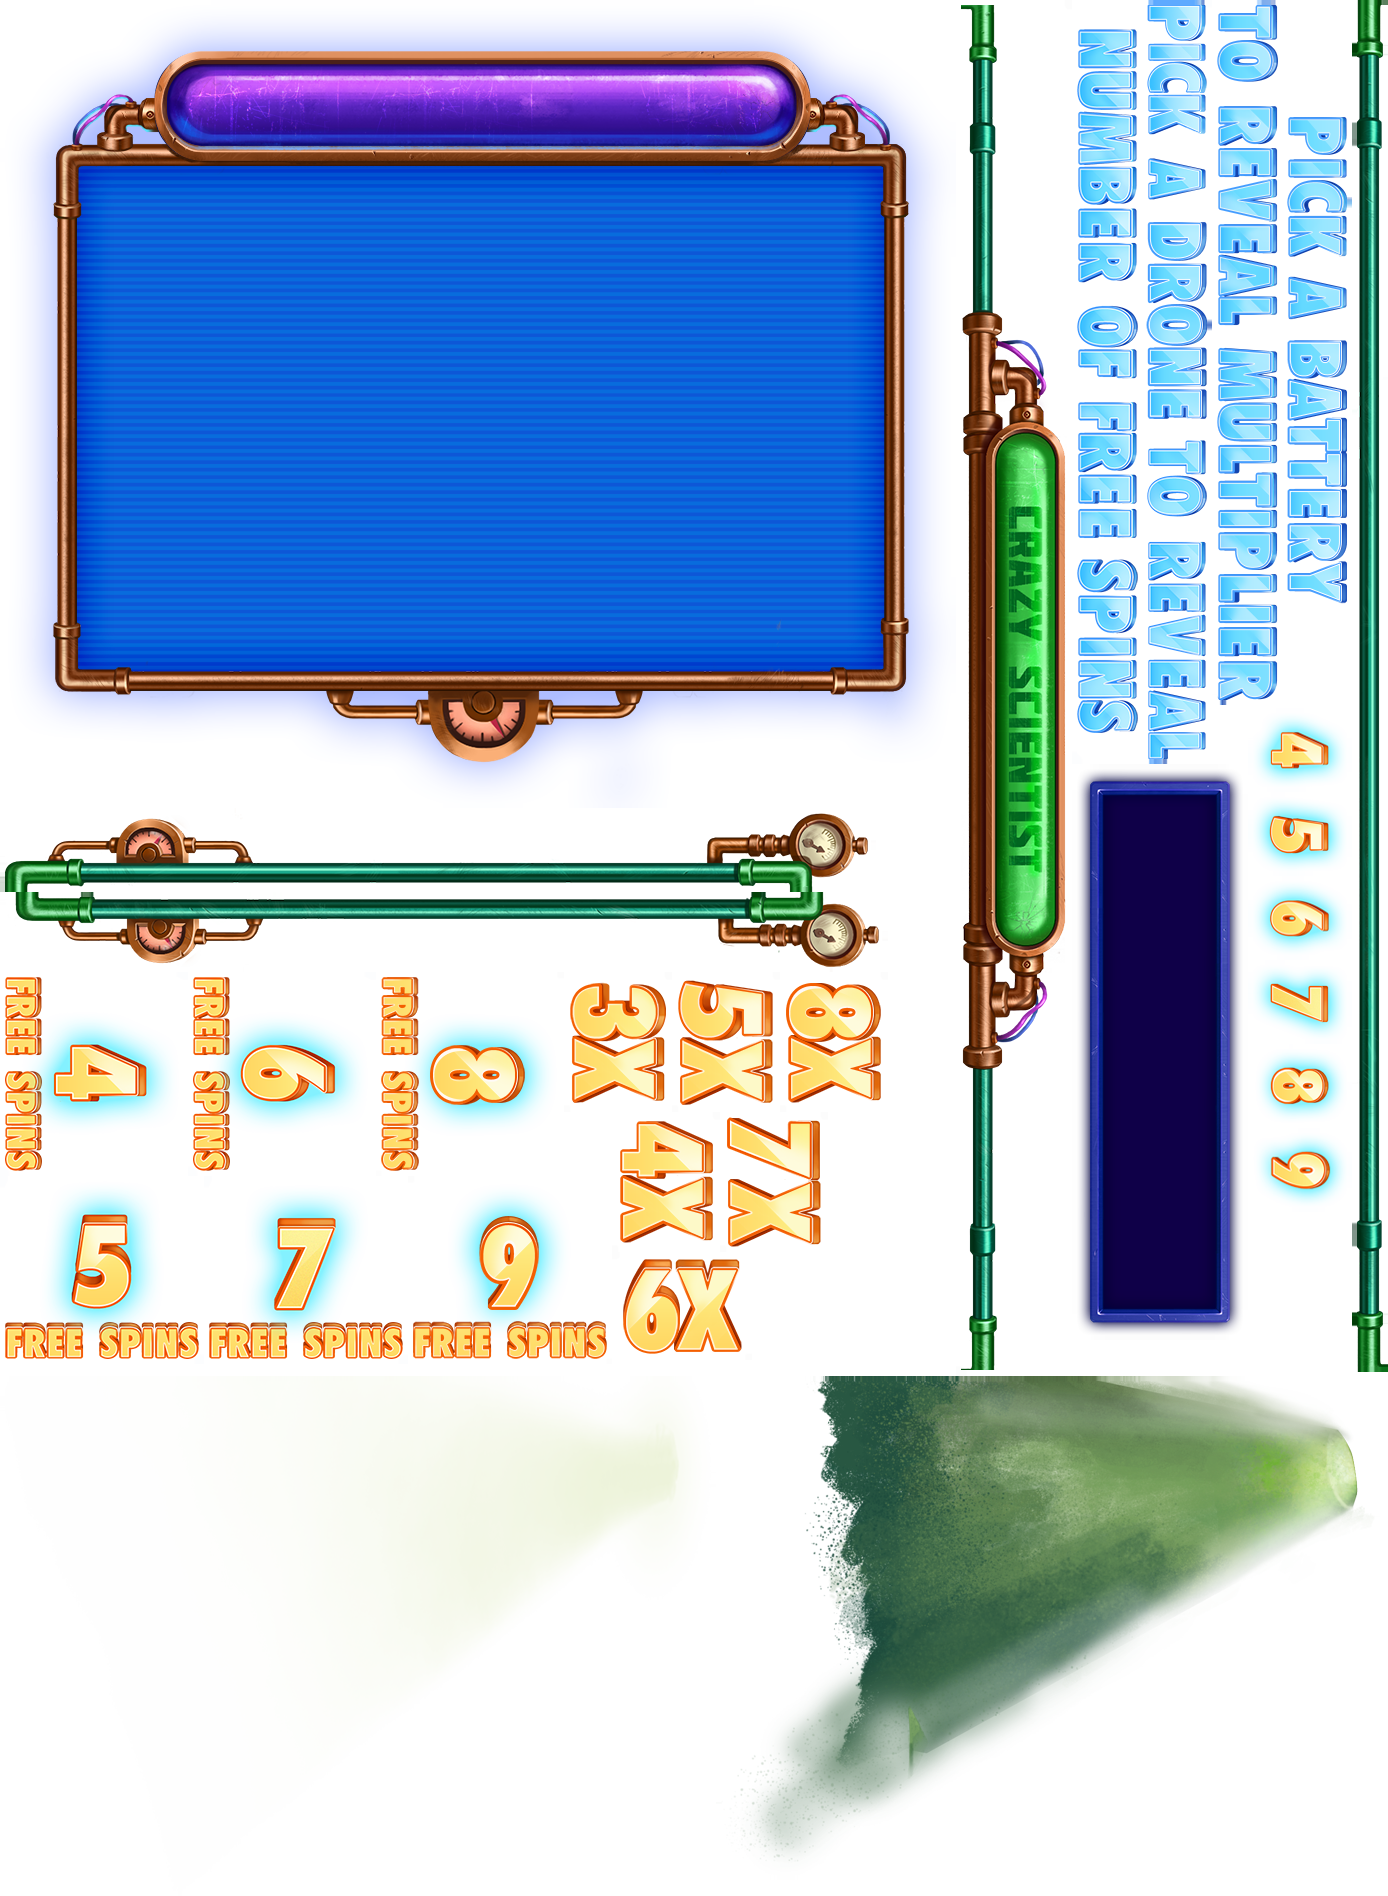 PICK A BATTERY
TO REVEAL MULTIPLIER
PICK A DRONE TO REVEAL
NUMBER OF FREE SPINS
CRAZY SCIENTIST
4
5
6
7
8
9
4
FREE SPINS
6
FREE SPINS
8
FREE SPINS
3X
5X
8X
4X
7X
6X
5
FREE SPINS
7
FREE SPINS
9
FREE SPINS